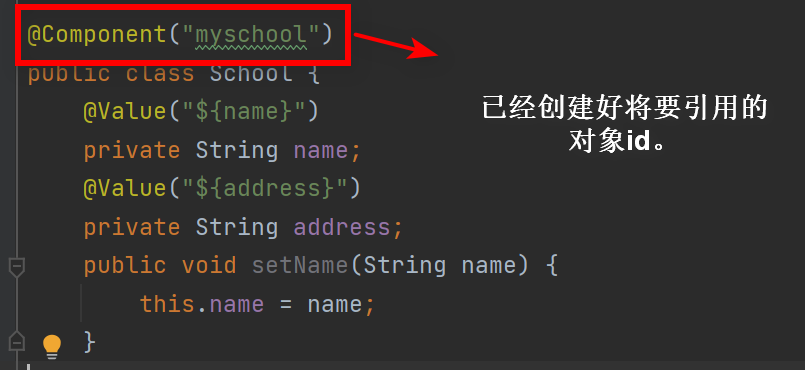 @Component("myschool")
public class School {
已经创建好将要引用的
@Value("${name}")
对象id。
private String name;
@Value("${address}")
private String address;
public void setName(String name) {
this.name = name;
}